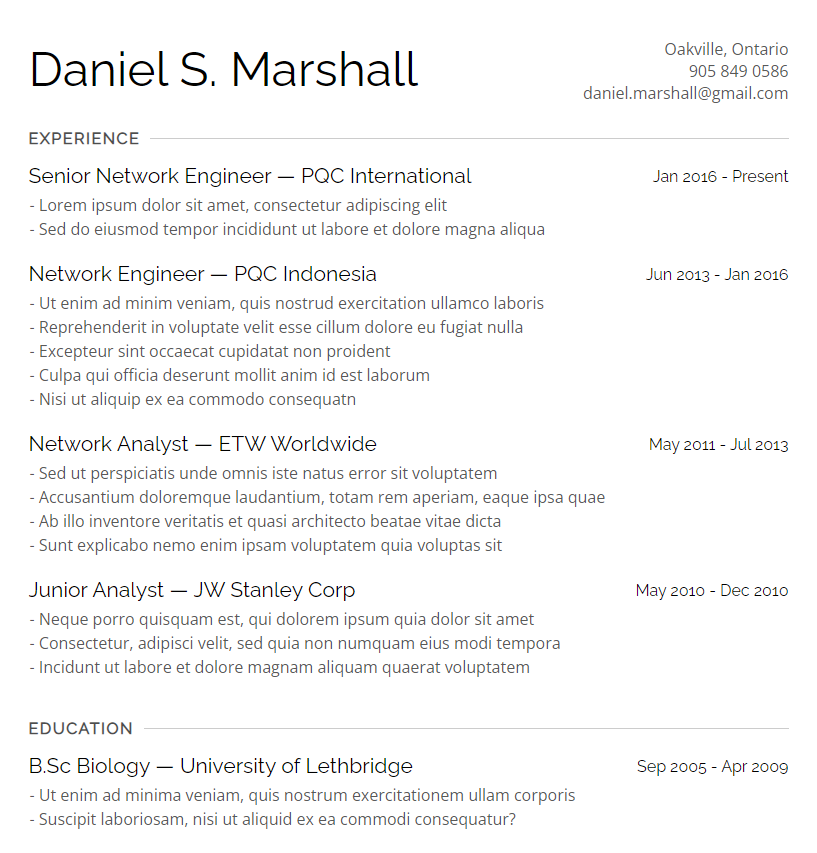 Daniel S. Marshall
Oakville, Ontario
905 849 0586
daniel.marshall@gmail.com
EXPERIENCE
Senior Network Engineer — PQC International Jan 2016 - Present
- Lorem ipsum dolor sit amet, consectetur adipiscing elit
- Sed do eiusmod tempor incididunt ut labore et dolore magna aliqua
Network Engineer — PQC Indonesia Jun 2013 - Jan 2016
- Ut enim ad minim veniam, quis nostrud exercitation ullamco laboris
- Reprehenderit in voluptate velit esse cillum dolore eu fugiat nulla
- Excepteur sint occaecat cupidatat non proident
- Culpa qui officia deserunt mollit anim id est laborum
- Nisi ut aliquip ex ea commodo consequatn
Network Analyst — ETW Worldwide May 2011 - Jul 2013
- Sed ut perspiciatis unde omnis iste natus error sit voluptatem
- Accusantium doloremque laudantium, totam rem aperiam, eaque ipsa quae
- Ab illo inventore veritatis et quasi architecto beatae vitae dicta
- Sunt explicabo nemo enim ipsam voluptatem quia voluptas sit
Junior Analyst — JW Stanley Corp May 2010 - Dec 2010
- Neque porro quisquam est, qui dolorem ipsum quia dolor sit amet
- Consectetur, adipisci velit, sed quia non numquam eius modi tempora
- Incidunt ut labore et dolore magnam aliquam quaerat voluptatem
EDUCATION
B.Sc Biology — University of Lethbridge Sep 2005 - Apr 2009
- Ut enim ad minima veniam, quis nostrum exercitationem ullam corporis
- Suscipit laboriosam, nisi ut aliquid ex ea commodi consequatur?